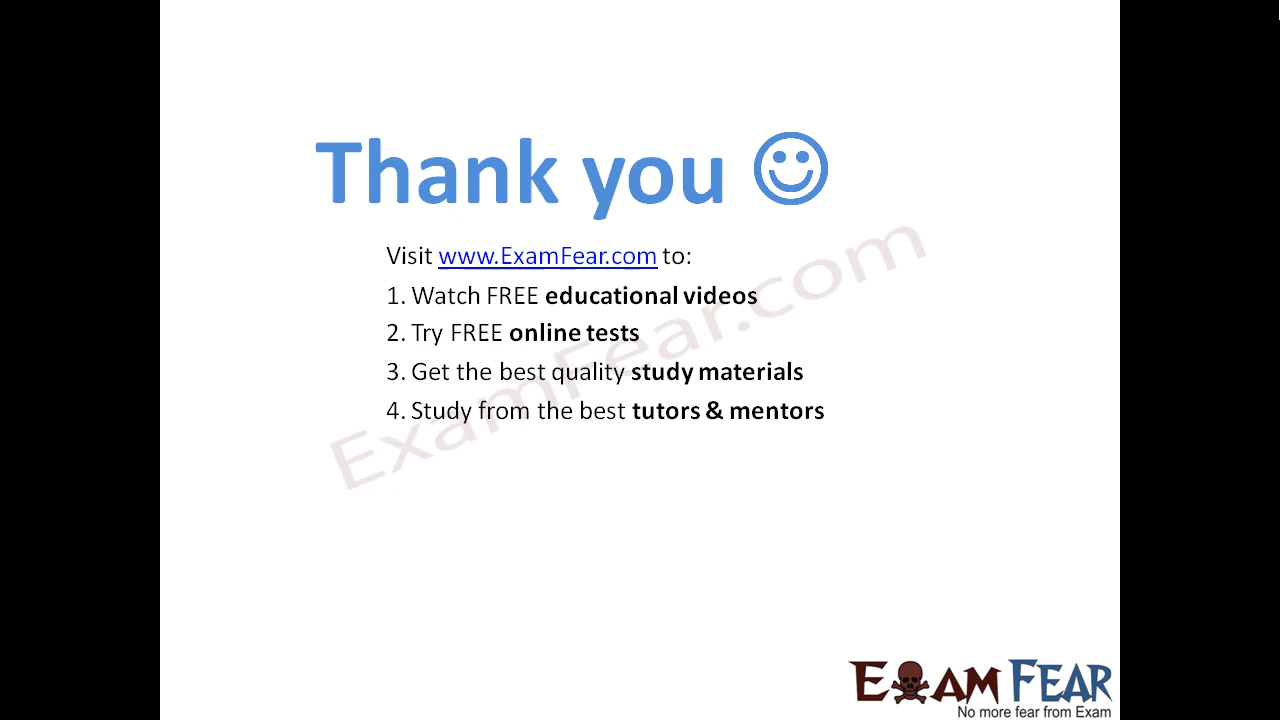 Thank you ☺
Visit www.ExamFear.com to:
1. Watch FREE educational videos
2. Try FREE online tests
3. Get the best quality study materials
4. Study from the best tutors & mentors
ExamFear.com
EXAM FEAR
No more fear from Exam